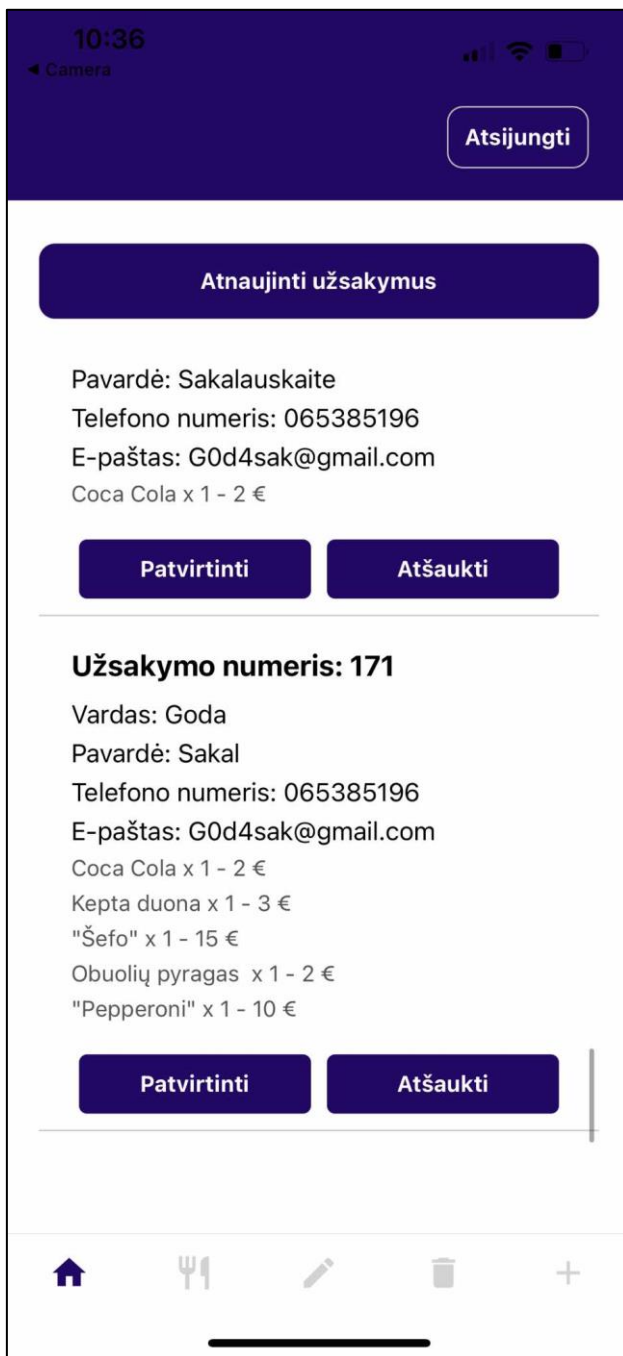 10:36
◀ Camera
Atsijungti
Atnaujinti užsakymus
Pavardė: Sakalauskaite
Telefono numeris: 065385196
E-paštas: G0d4sak@gmail.com
Coca Cola x 1 - 2 €
Patvirtinti
Atšaukti
Užsakymo numeris: 171
Vardas: Goda
Pavardė: Sakal
Telefono numeris: 065385196
E-paštas: G0d4sak@gmail.com
Coca Cola x 1 - 2 €
Kepta duona x 1 - 3 €
"Šefo" x 1 - 15 €
Obuolių pyragas  x 1 - 2 €
"Pepperoni" x 1 - 10 €
Patvirtinti
Atšaukti